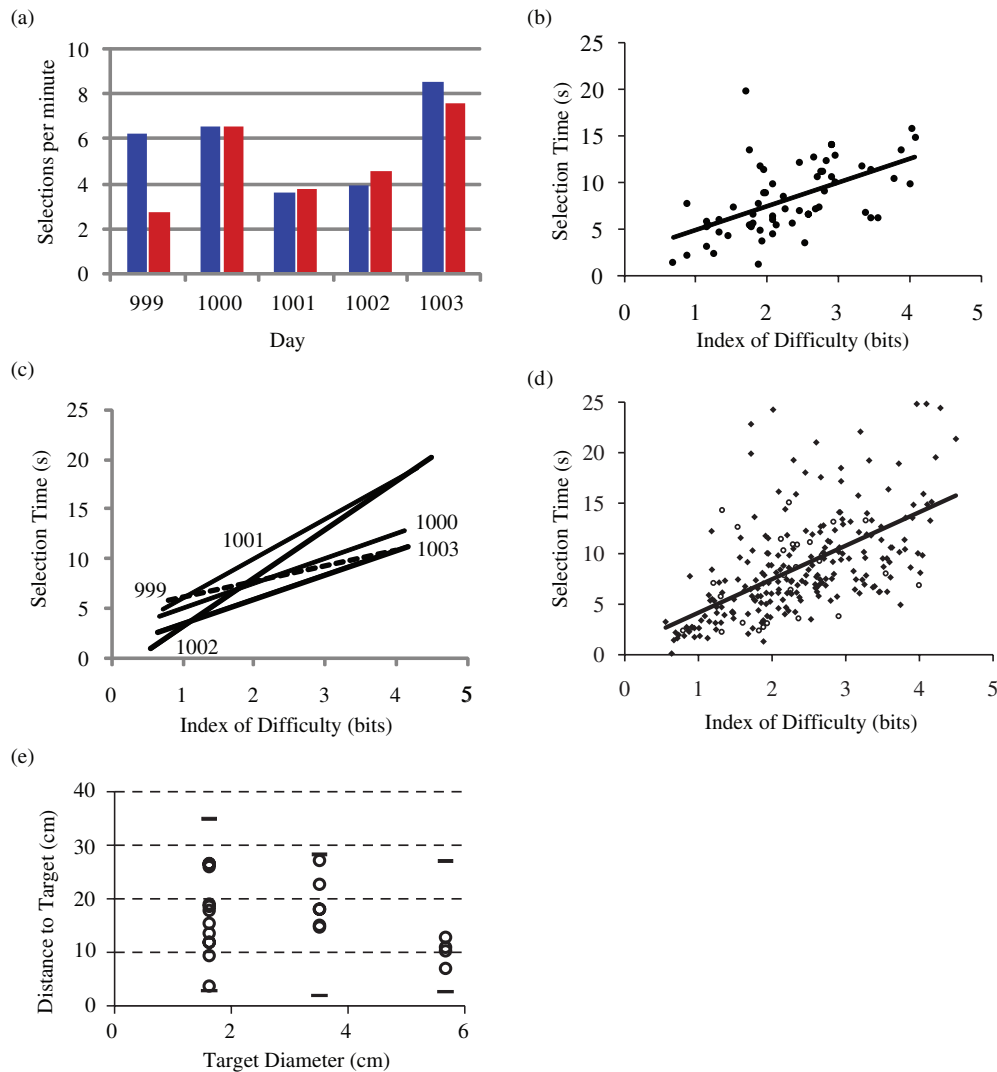 (a)
Selections per minute
10
8
6
4
2
0
999 1000 1001 1002 1003
Day
(b)
Selection Time (s)
25
20
15
10
5
0
0 1 2 3 4 5
Index of Difficulty (bits)
(c)
Selection Time (s)
25
20
15
10
5
0
1001
1000
1003
999
1002
0 1 2 3 4 5
Index of Difficulty (bits)
(d)
Selection Time (s)
25
20
15
10
5
0
0 1 2 3 4 5
Index of Difficulty (bits)
(e)
Distance to Target (cm)
40
30
20
10
0
0 2 4 6
Target Diameter (cm)